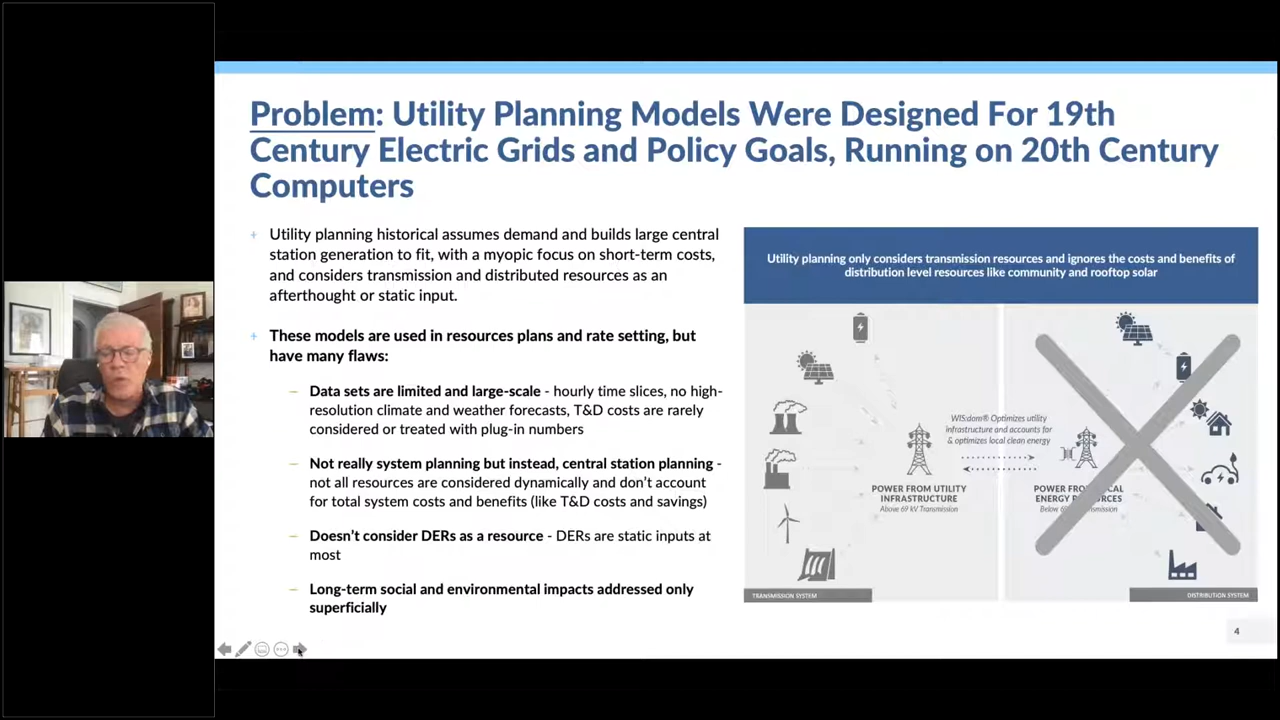 Problem: Utility Planning Models Were Designed For 19th
Century Electric Grids and Policy Goals, Running on 20th Century
Computers
+ Utility planning historical assumes demand and builds large central
station generation to fit, with a myopic focus on short-term costs,
and considers transmission and distributed resources as an
afterthought or static input.
+ These models are used in resources plans and rate setting, but
have many flaws:
– Data sets are limited and large-scale - hourly time slices, no high-
resolution climate and weather forecasts, T&D costs are rarely
considered or treated with plug-in numbers
– Not really system planning but instead, central station planning -
not all resources are considered dynamically and don't account
for total system costs and benefits (like T&D costs and savings)
– Doesn't consider DERs as a resource - DERs are static inputs at
most
– Long-term social and environmental impacts addressed only
superficially
Utility planning only considers transmission resources and ignores the costs and benefits of
distribution level resources like community and rooftop solar
WIS:dom® Optimizes utility
infrastructure and accounts for
& optimizes local clean energy
POWER FROM UTILITY
INFRASTRUCTURE
Above 69 kV Transmission
POWER FROM
ENERGY
Below
TRANSMISSION SYSTEM
DISTRIBUTION SYSTEM
4